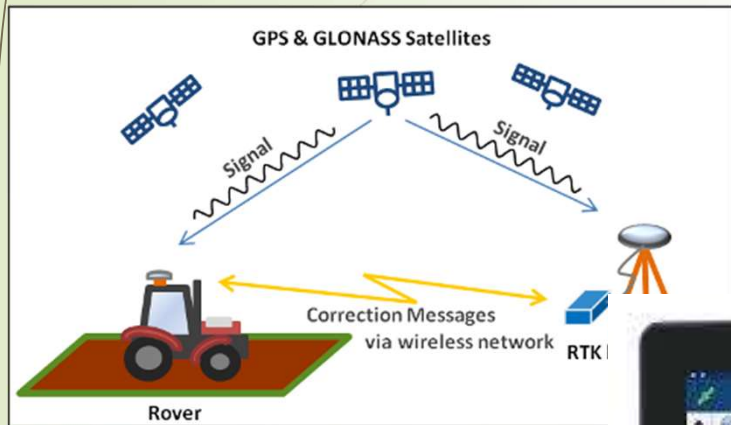 GPS & GLONASS Satellites
Signal
Signal
Correction Messages
via wireless network
RTK
Rover